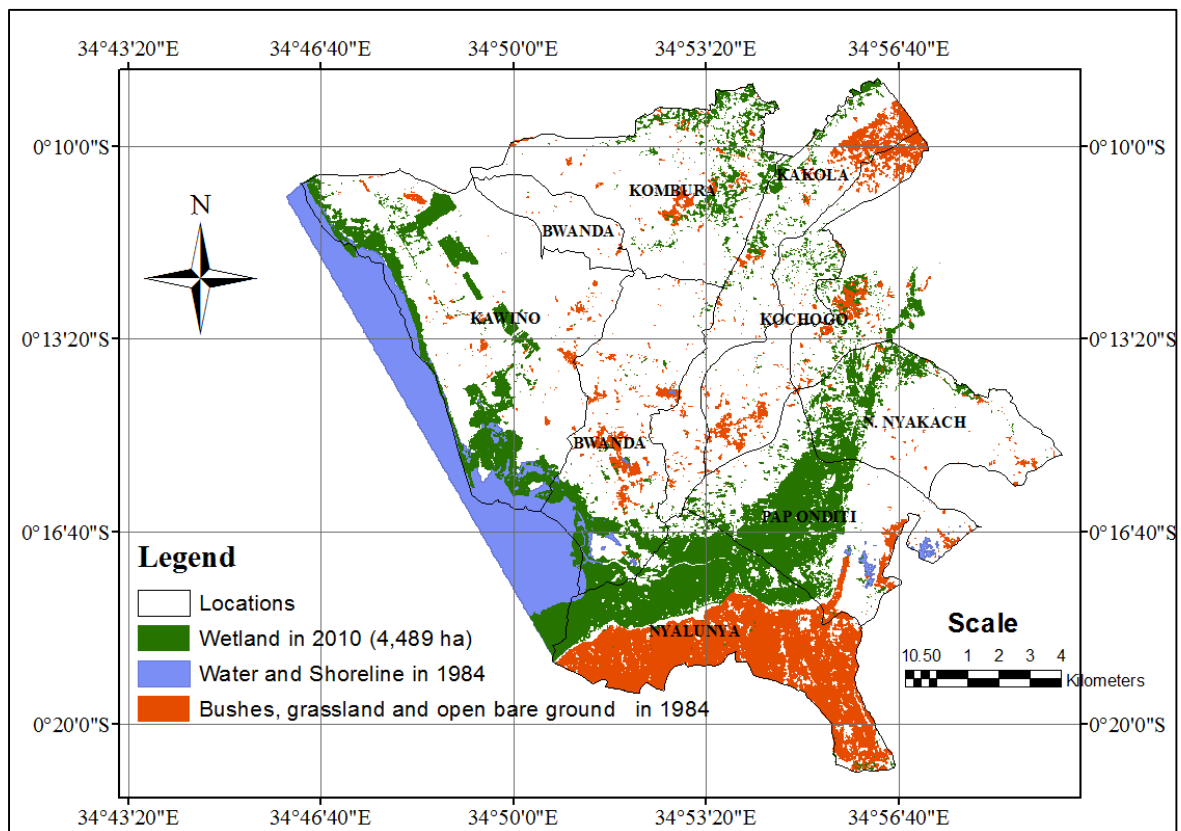 34°43'20"E 34°46'40"E 34°50'0"E 34°53'20"E 34°56'40"E
0°10'0"S 0°10'0"S
KAKOLA
KOMBURA
N
BWANDA
KAWINO
KOCHOGO
0°13'20"S 0°13'20"S
N. NYAKACH
BWANDA
PAP ONDITI
0°16'40"S 0°16'40"S
Legend
Locations
Wetland in 2010 (4,489 ha)
Water and Shoreline in 1984
Bushes, grassland and open bare ground in 1984
NYALUNYA
Scale
10.50 1 2 3 4
Kilometers
0°20'0"S 0°20'0"S
34°43'20"E 34°46'40"E 34°50'0"E 34°53'20"E 34°56'40"E